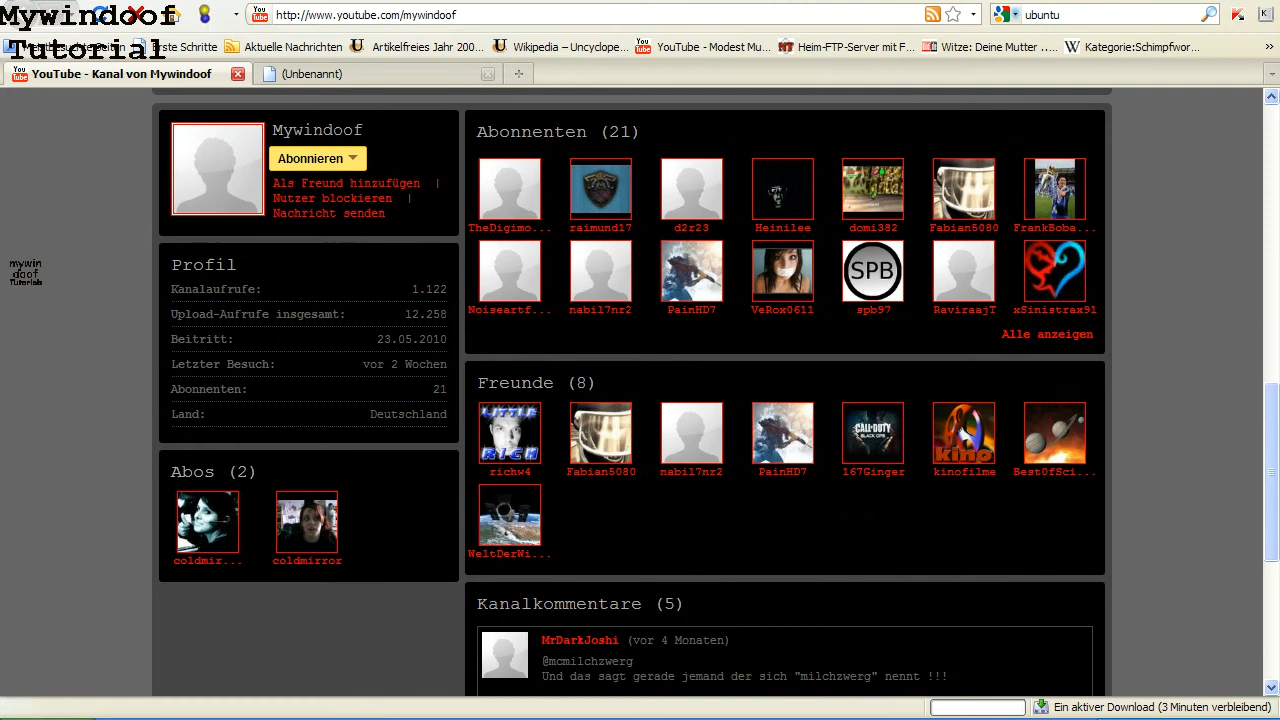 Mywindoof
Tutorial
http://www.youtube.com/mywindoof
ubuntu
Erste Schritte
Aktuelle Nachrichten
Artikelfreies Jahr 200...
Wikipedia – Uncyclope...
YouTube - Modest Mu...
Heim-FTP-Server mit F...
Witze: Deine Mutter ....
Kategorie:Schimpfwor...
YouTube - Kanal von Mywindoof
(Unbenannt)
mywin
doof
Tutorials
Mywindoof
Abonnieren
Als Freund hinzufügen |
Nutzer blockieren |
Nachricht senden
Profil
Kanalaufrufe: 1.122
Upload-Aufrufe insgesamt: 12.258
Beitritt: 23.05.2010
Letzter Besuch: vor 2 Wochen
Abonnenten: 21
Land: Deutschland
Abos (2)
coldmir... coldmirror
Abonnenten (21)
TheDigimo... raimund17 d2r23 Heinilee domi382 Fabian5080 FrankBoba...
SPB
Noiseartf... nabil7nr2 PainHD7 VeRox0611 spb97 RaviraajT xSinistrax91
Alle anzeigen
Freunde (8)
LITTLE
RICH
CALL OF DUTY
BLACK OPS
kino
richw4 Fabian5080 nabil7nr2 PainHD7 167Ginger kinofilme BestOfSci...
WeltDerWi...
Kanalkommentare (5)
MrDarkJoshi (vor 4 Monaten)
@mcmilchzwerg
Und das sagt gerade jemand der sich "milchzwerg" nennt !!!
Ein aktiver Download (3 Minuten verbleibend)